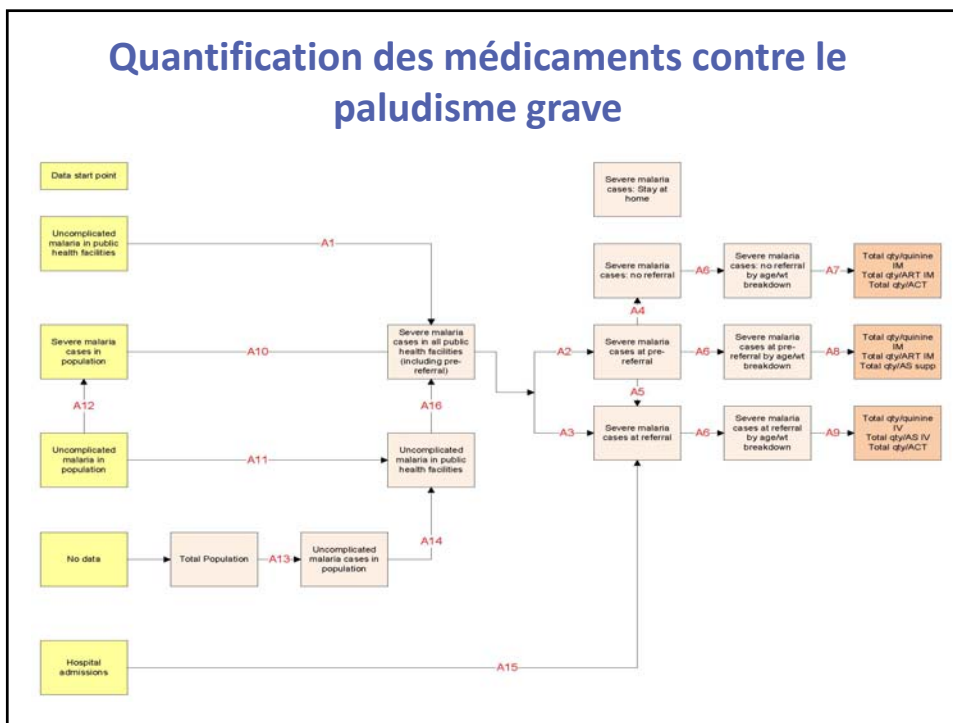 Quantification des médicaments contre le
paludisme grave
Data start point
Severe malaria
cases: Stay at
home
Uncomplicated
malaria in public
health facilities
A1
Severe malaria
cases: no referral
A6
Severe malaria
cases: no referral
by age/wt
breakdown
A7
Total qty/quinine
IM
Total qty/ART IM
Total qty/ACT
A4
Severe malaria
cases in
population
A10
Severe malaria
cases in all public
health facilities
(including pre-
referral)
A2
Severe malaria
cases at pre-
referral
A6
Severe malaria
cases at pre-
referral by age/wt
breakdown
A8
Total qty/quinine
IM
Total qty/ART IM
Total qty/AS supp
A12
A16
A5
Uncomplicated
malaria in
population
A11
Uncomplicated
malaria in public
health facilities
A3
Severe malaria
cases at referral
A6
Severe malaria
cases at referral
by age/wt
breakdown
A9
Total qty/quinine
IV
Total qty/AS IV
Total qty/ACT
No data
Total Population
A13
Uncomplicated
malaria cases in
population
A14
Hospital
admissions
A15